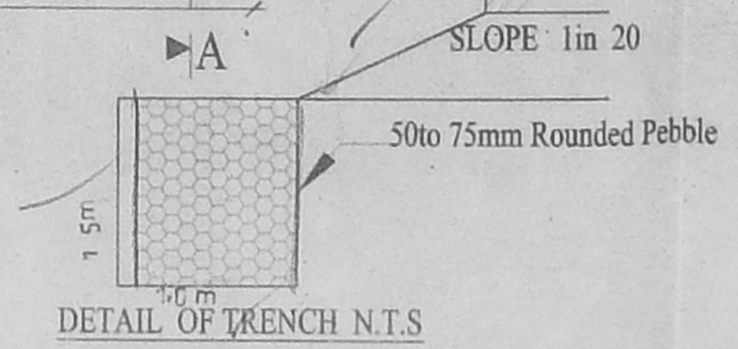 A
SLOPE 1in 20
50to 75mm Rounded Pebble
1 5m
1.0 m
DETAIL OF TRENCH N.T.S